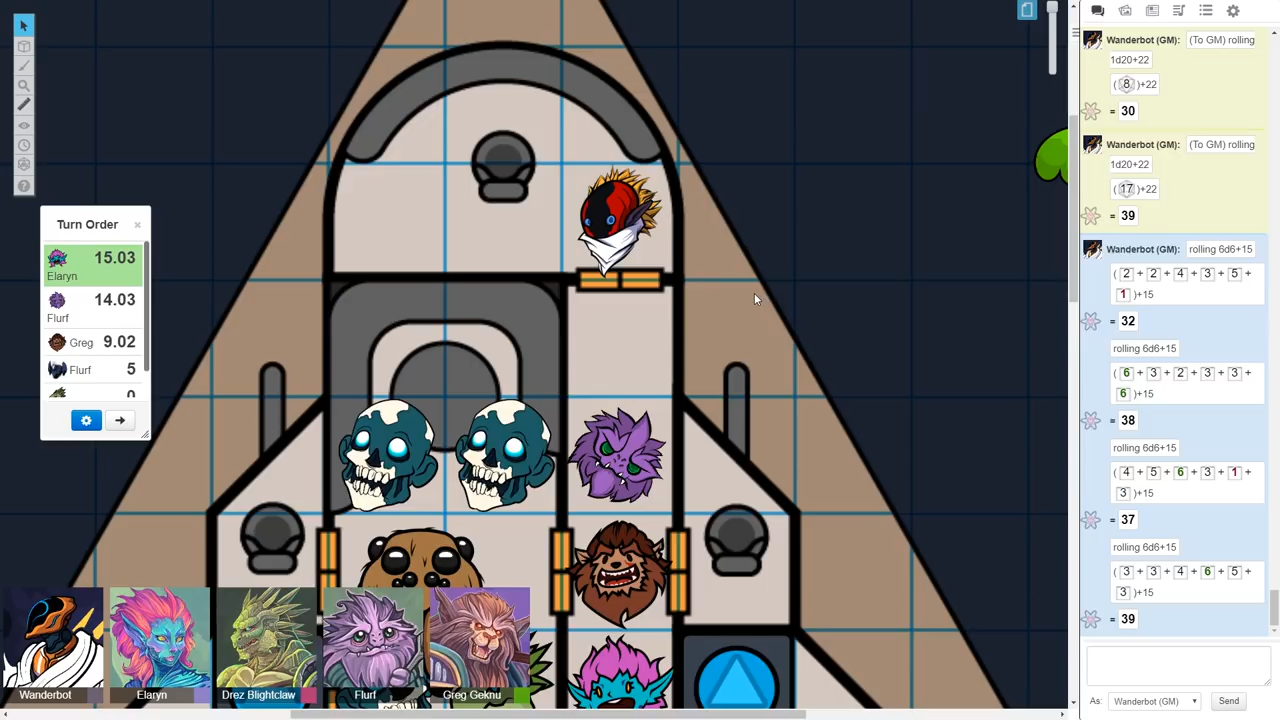 Turn Order
×
15.03
Elaryn
14.03
Flurf
Greg 9.02
Flurf 5
Wanderbot
Elaryn
Drez Blightclaw
Flurf
Greg Geknu
Wanderbot (GM): (To GM) rolling
1d20+22
(8)+22
= 30
Wanderbot (GM): (To GM) rolling
1d20+22
(17)+22
= 39
Wanderbot (GM): rolling 6d6+15
(2+2+4+3+5+
1)+15
= 32
rolling 6d6+15
(6+3+2+3+3+
6)+15
= 38
rolling 6d6+15
(4+5+6+3+1+
3)+15
= 37
rolling 6d6+15
(3+3+4+6+5+
3)+15
= 39
As: Wanderbot (GM) Send